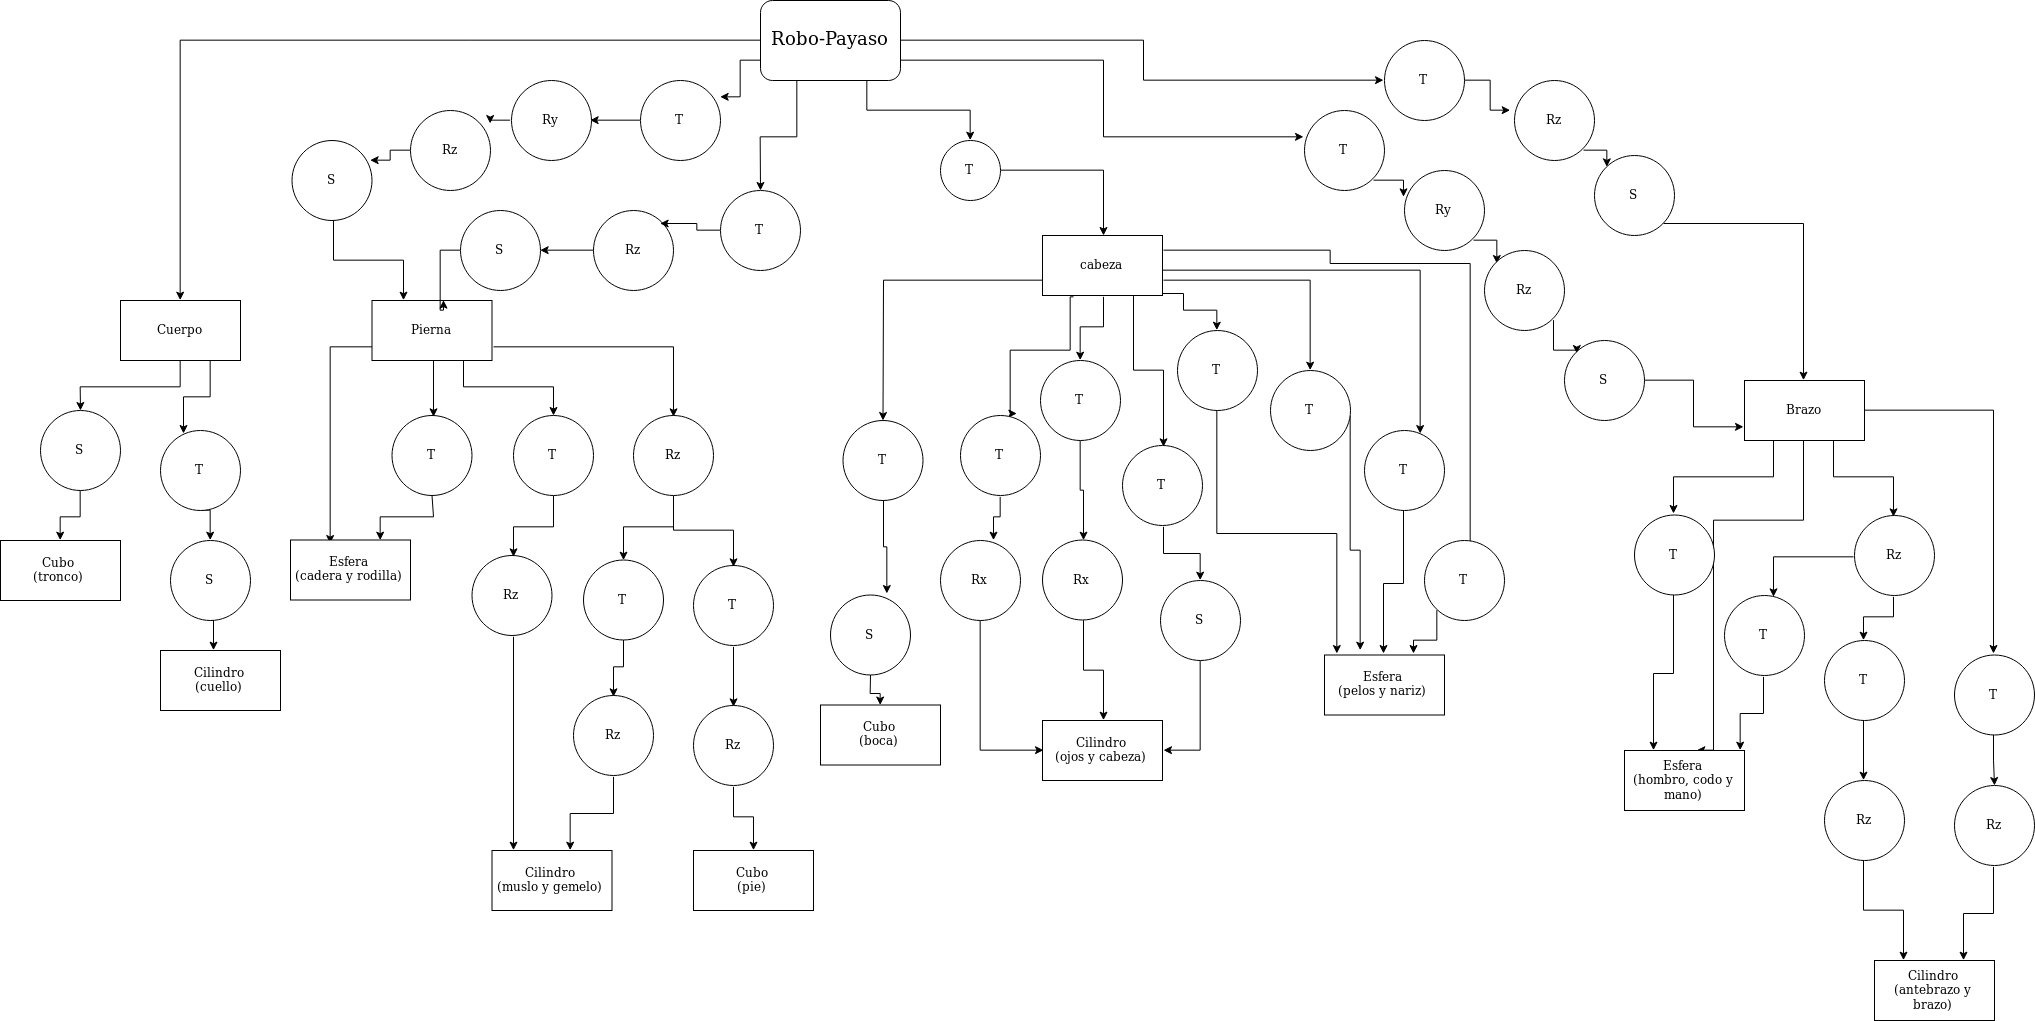 Robo-Payaso
T
Rz
S
T
Ry
Rz
S
T
Ry
Rz
S
T
Rz
S
T
cabeza
Cuerpo
Pierna
Brazo
S
T
S
Cubo
(tronco)
Cilindro
(cuello)
T
T
Rz
Esfera
(cadera y rodilla)
Rz
T
T
Rz
Rz
Cilindro
(muslo y gemelo)
Cubo
(pie)
T
T
T
T
T
T
T
T
S
Rx
Rx
S
Cubo
(boca)
Cilindro
(ojos y cabeza)
Esfera
(pelos y nariz)
T
Rz
T
T
T
Rz
Rz
Esfera
(hombro, codo y
mano)
Cilindro
(antebrazo y
brazo)